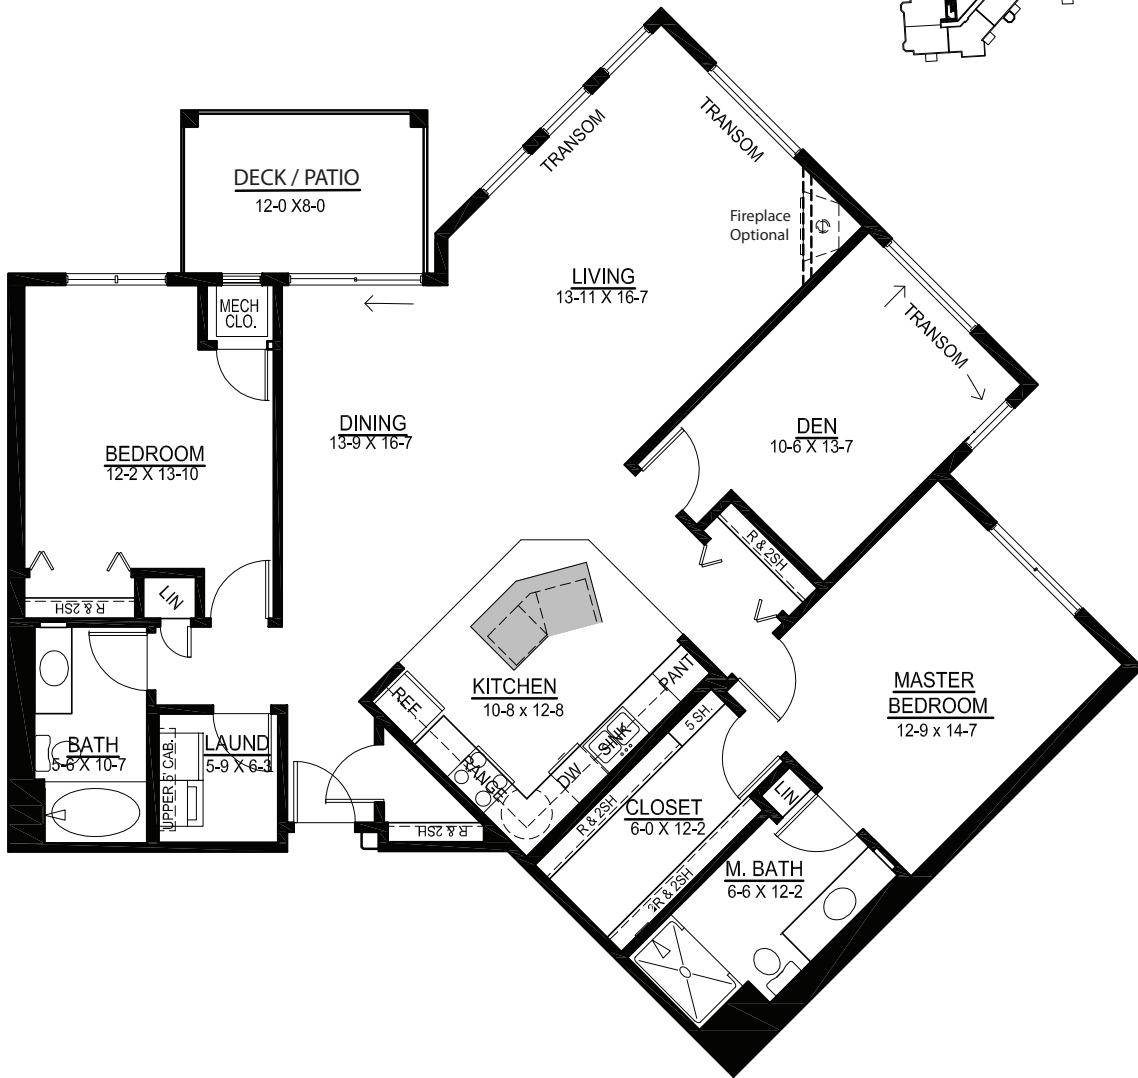 TRANSOM
TRANSOM
DECK / PATIO
12-0 X8-0
Fireplace
Optional
LIVING
13-11 X 16-7
MECH
CLO.
TRANSOM
DINING
13-9 X 16-7
DEN
10-6 X 13-7
BEDROOM
12-2 X 13-10
R & 2SH
R & 2SH
LIN
KITCHEN
10-8 x 12-8
PANT
REF.
MASTER
BEDROOM
12-9 x 14-7
5 SH.
SINK
DW.
RANGE
BATH
5-6 X 10-7
LAUND
5-9 X 6-3
UPPER 5' CAB.
R & 2SH
R & 2SH
CLOSET
6-0 X 12-2
LIN
M. BATH
6-6 X 12-2
2R & 2SH